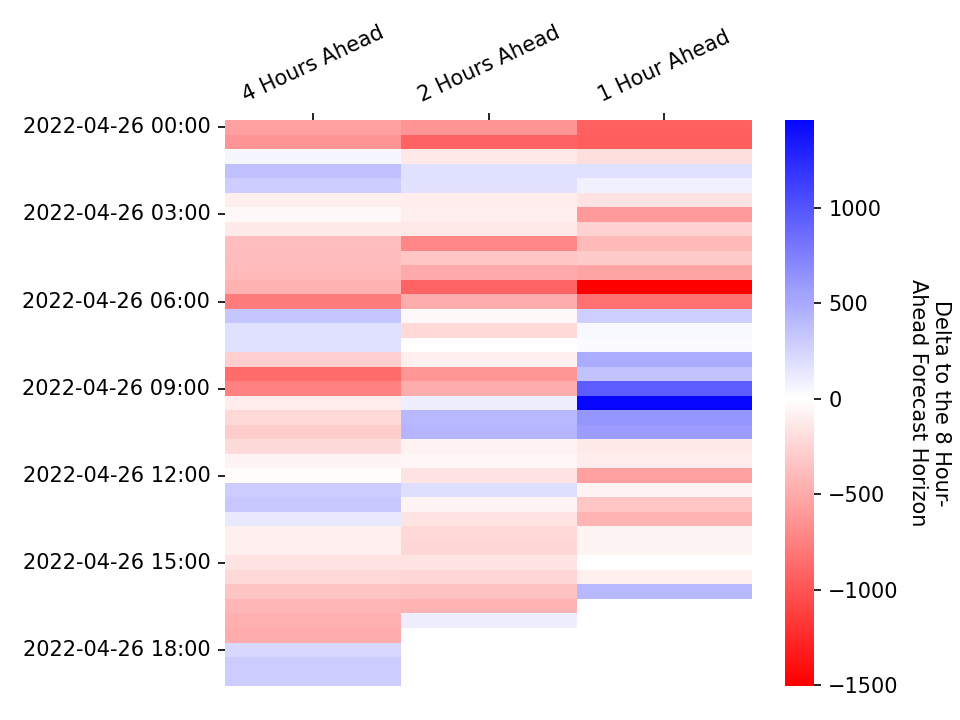 4 Hours Ahead
2 Hours Ahead
1 Hour Ahead
2022-04-26 00:00
2022-04-26 03:00
2022-04-26 06:00
2022-04-26 09:00
2022-04-26 12:00
2022-04-26 15:00
2022-04-26 18:00
1000
500
0
−500
−1000
−1500
Delta to the 8 Hour-
Ahead Forecast Horizon